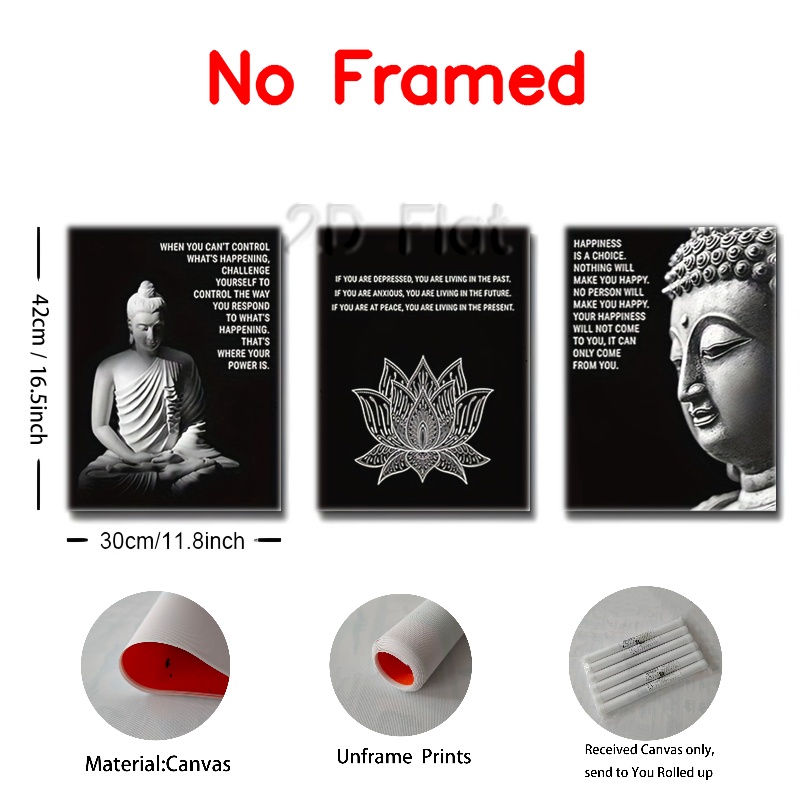 No Framed
2D Flat
WHEN YOU CAN'T CONTROL
WHAT'S HAPPENING,
CHALLENGE
YOURSELF TO
CONTROL THE WAY
YOU RESPOND
TO WHAT'S
HAPPENING.
THAT'S
WHERE YOUR
POWER IS.
IF YOU ARE DEPRESSED, YOU ARE LIVING IN THE PAST.
IF YOU ARE ANXIOUS, YOU ARE LIVING IN THE FUTURE.
IF YOU ARE AT PEACE, YOU ARE LIVING IN THE PRESENT.
HAPPINESS
IS A CHOICE.
NOTHING WILL
MAKE YOU HAPPY.
NO PERSON WILL
MAKE YOU HAPPY.
YOUR HAPPINESS
WILL NOT COME
TO YOU, IT CAN
ONLY COME
FROM YOU.
42cm / 16.5inch
30cm/11.8inch
Material:Canvas
Unframe Prints
Received Canvas only,
send to You Rolled up